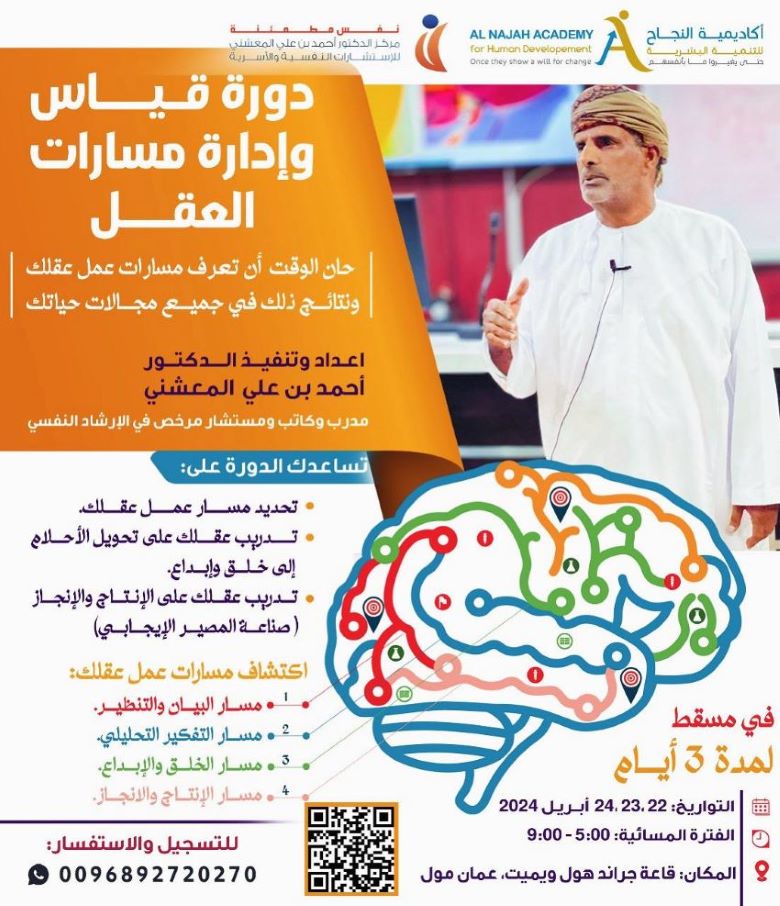 أكاديمية النجاح
للتنمية البشرية
حتى يغيروا ما بأنفسهم
AL NAJAH ACADEMY
for Human Developement
Once they show a will for change
نفس مطمئنة
مركز الدكتور أحمد بن علي المعشني
للإستشارات النفسية والأسرية
دورة قياس
وإدارة مسارات
العقل
حان الوقت أن تعرف مسارات عمل عقلك
ونتائج ذلك في جميع مجالات حياتك
اعداد وتنفيذ الدكتور
أحمد بن علي المعشني
مدرب وكاتب ومستشار مرخص في الإرشاد النفسي
تساعدك الدورة على:
• تحديد مسار عمل عقلك.
• تدريب عقلك على تحويل الأحلام
إلى خلق وإبداع.
• تدريب عقلك على الإنتاج والإنجاز
(صناعة المصير الإيجابي)
اكتشاف مسارات عمل عقلك:
1 • مسار البيان والتنظير.
2 • مسار التفكير التحليلي.
3 • مسار الخلق والإبداع.
4 • مسار الإنتاج والانجاز.
في مسقط
لمدة 3 أيام
التواريخ: 22، 23، 24 أبريل 2024
الفترة المسائية: 5:00 - 9:00
المكان: قاعة جراند هول ويميت، عمان مول
للتسجيل والاستفسار:
0096892720270